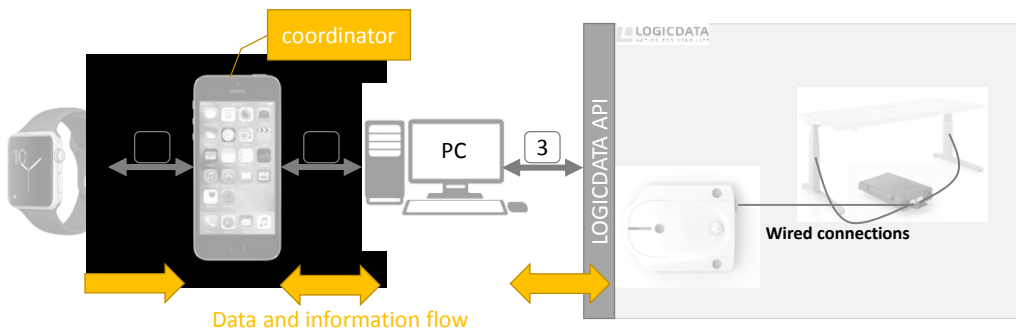 coordinator
LOGICDATA
PC
3
LOGICDATA API
Wired connections
Data and information flow